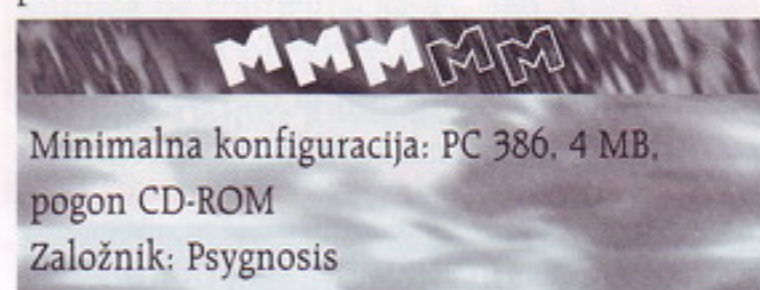 MMMMM
Minimalna konfiguracija: PC 386, 4 MB,
pogon CD-ROM
Založnik: Psygnosis